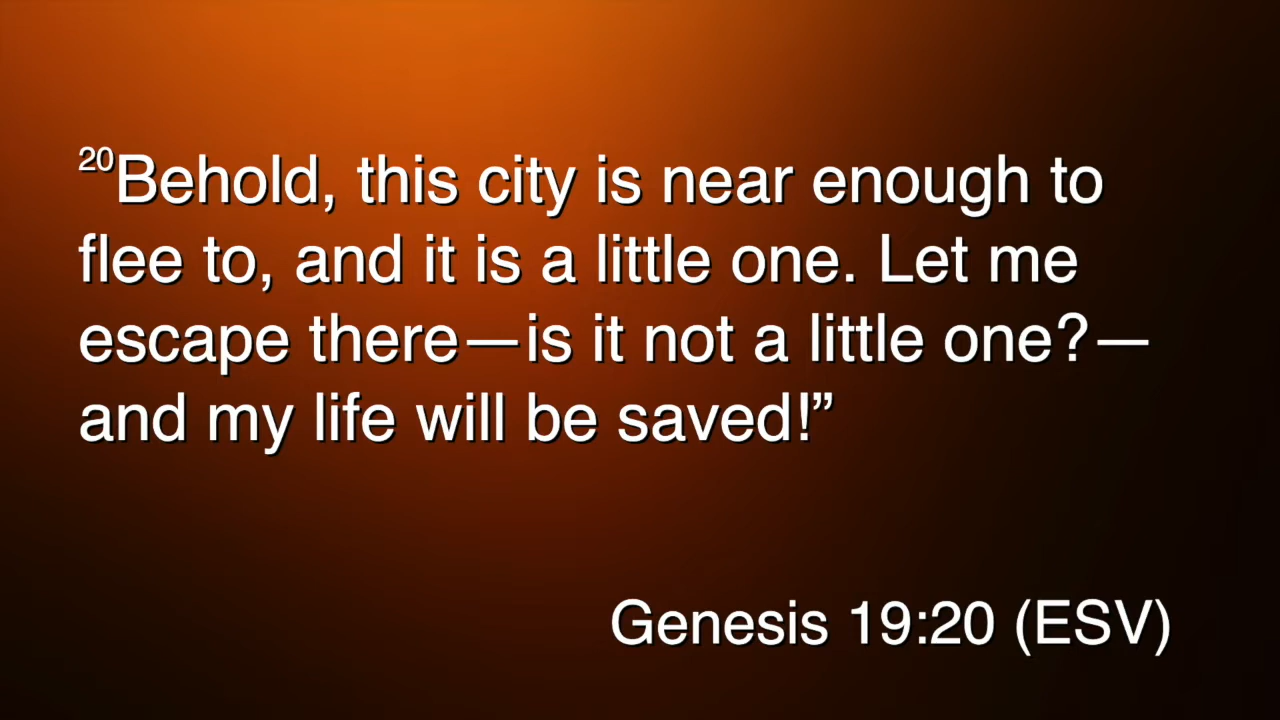 20Behold, this city is near enough to
flee to, and it is a little one. Let me
escape there—is it not a little one?—
and my life will be saved!”
Genesis 19:20 (ESV)